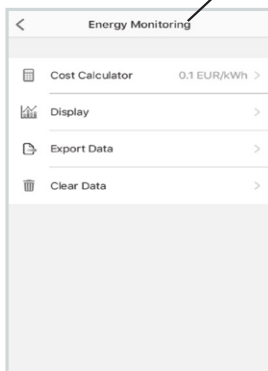 Energy Monitoring
Cost Calculator 0.1 EUR/kWh
Display
Export Data
Clear Data